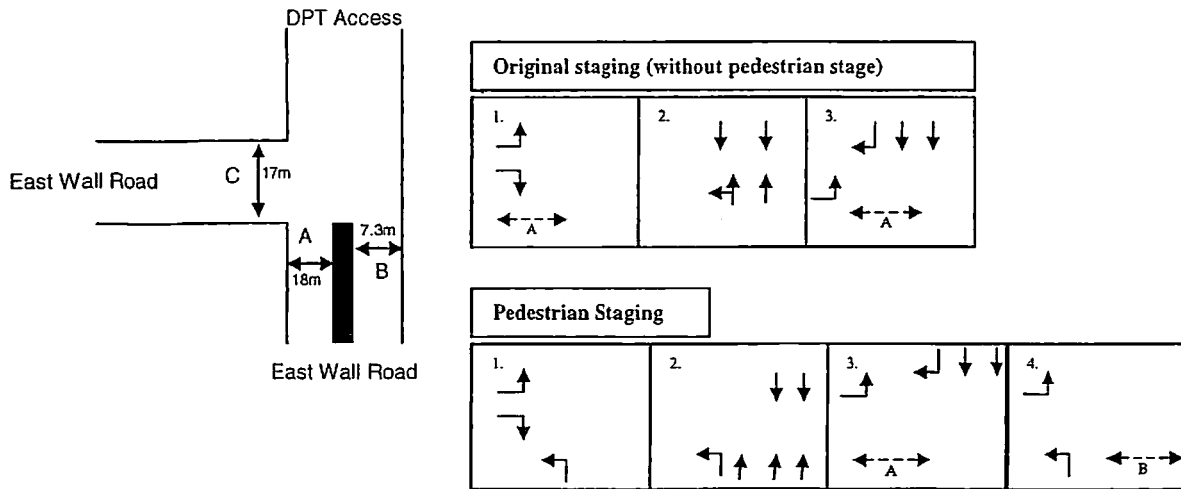 DPT Access
East Wall Road
C
17m
A
7.3m
18m
B
East Wall Road
Original staging (without pedestrian stage)
1.
2.
3.
A
A
Pedestrian Staging
1.
2.
3.
4.
A
B